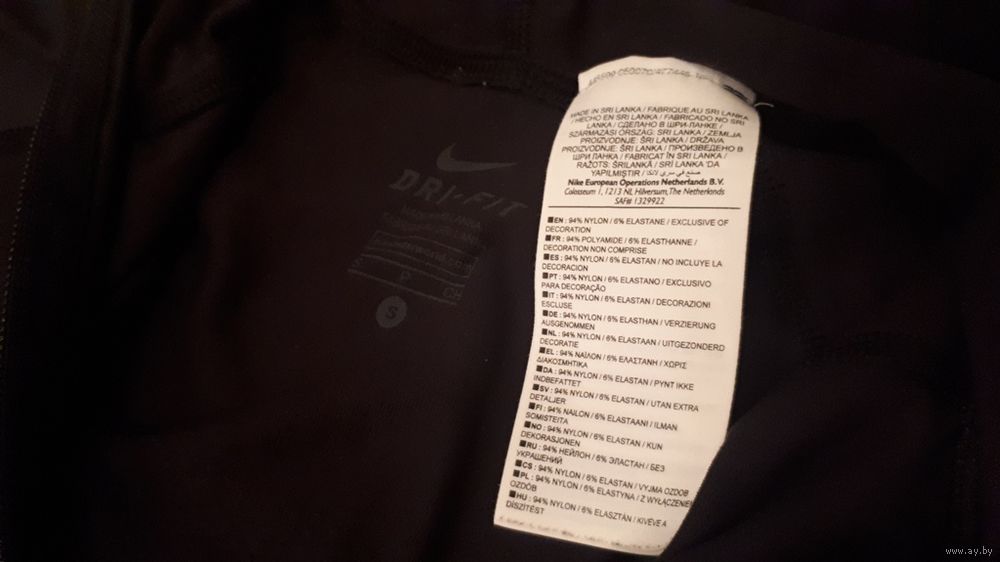 DRI-FIT
S
MADE IN SRI LANKA / FABRIQUE AU SRI LANKA
/ HECHO EN SRI LANKA / FABRICADO NO SRI
LANKA / СДЕЛАНО В ШРИ-ЛАНКЕ /
SZÁRMAZÁSI ORSZÁG: SRI LANKA / ZEMLJA
PROIZVODNJE: ŠRI LANKA / DRŽAVA
PROIZVODNJE: ŠRI LANKA / ПРОИЗВЕДЕНО В
ШРИ ЛАНКА / FABRICAT ÎN SRI LANKA /
RAŽOTS: ŠRILANKĀ / SRİ LANKA 'DA
YAPILMIŞTIR / صنع في سري لانكا
Nike European Operations Netherlands B.V.
Colosseum 1, 1213 NL Hilversum, The Netherlands
SAF# 1329922
EN : 94% NYLON / 6% ELASTANE / EXCLUSIVE OF
DECORATION
FR : 94% POLYAMIDE / 6% ELASTHANNE /
DECORATION NON COMPRISE
ES : 94% NYLON / 6% ELASTAN / NO INCLUYE LA
DECORACION
PT : 94% NYLON / 6% ELASTANO / EXCLUSIVO
PARA DECORAÇÃO
IT : 94% NYLON / 6% ELASTAN / DECORAZIONI
ESCLUSE
DE : 94% NYLON / 6% ELASTHAN / VERZIERUNG
AUSGENOMMEN
NL : 94% NYLON / 6% ELASTAAN / UITGEZONDERD
DECORATIE
EL : 94% ΝΑΪΛΟΝ / 6% ΕΛΑΣΤΑΝΗ / ΧΩΡΙΣ
ΔΙΑΚΟΣΜΗΤΙΚΑ
DA : 94% NYLON / 6% ELASTAN / PYNT IKKE
INDBEFATTET
SV : 94% NYLON / 6% ELASTAN / UTAN EXTRA
DETALJER
FI : 94% NAILON / 6% ELASTAANI / ILMAN
SOMISTEITA
NO : 94% NYLON / 6% ELASTAN / KUN
DEKORASJONEN
RU : 94% НЕЙЛОН / 6% ЭЛАСТАН / БЕЗ
УКРАШЕНИЙ
CS : 94% NYLON / 6% ELASTAN / VYJMA OZDOB
PL : 94% NYLON / 6% ELASTYNA / Z WYŁĄCZENIEM
OZDÓB
HU : 94% NYLON / 6% ELASZTÁN / KIVÉVE A
DÍSZÍTÉST
www.ay.by